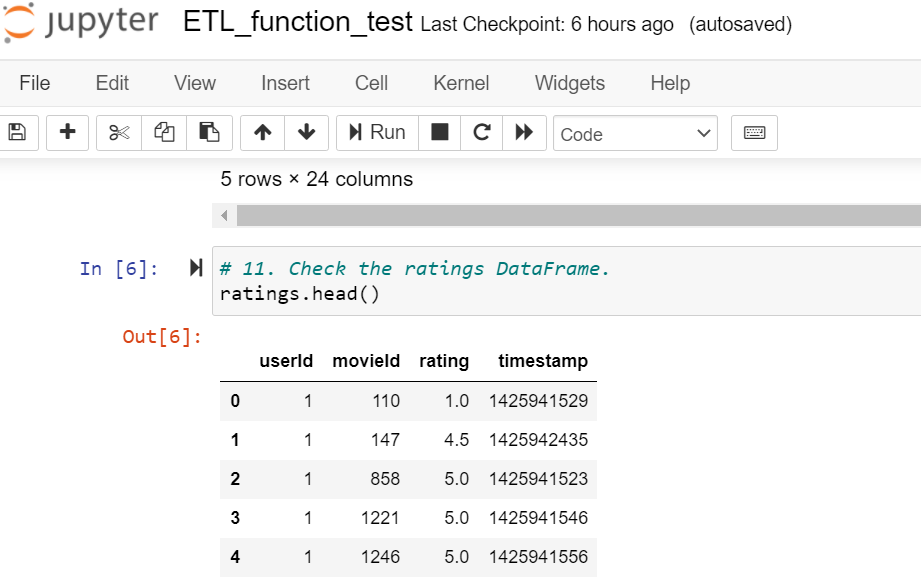 jupyter ETL_function_test Last Checkpoint: 6 hours ago (autosaved)
File Edit View Insert Cell Kernel Widgets Help
Run Code
5 rows × 24 columns
In [6]: # 11. Check the ratings DataFrame.
ratings.head()
Out[6]:
userId movieId rating timestamp
0 1 110 1.0 1425941529
1 1 147 4.5 1425942435
2 1 858 5.0 1425941523
3 1 1221 5.0 1425941546
4 1 1246 5.0 1425941556